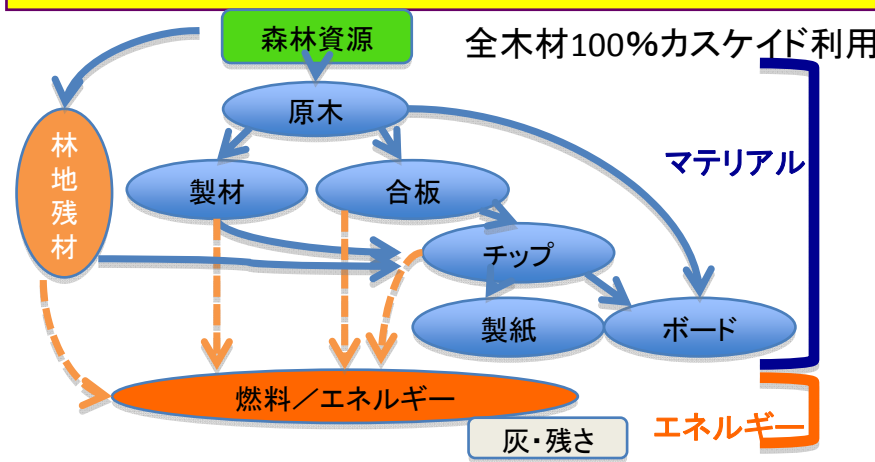 森林資源
全木材100%カスケイド利用
原木
林地残材
マテリアル
製材
合板
チップ
製紙
ボード
燃料／エネルギー
エネルギー
灰・残さ